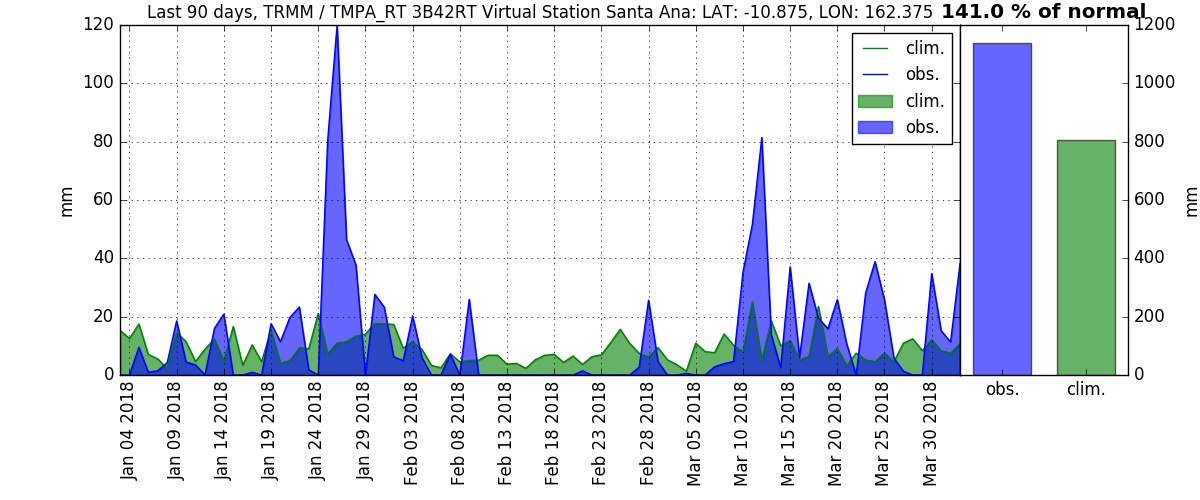 Last 90 days, TRMM / TMPA_RT 3B42RT Virtual Station Santa Ana: LAT: -10.875, LON: 162.375 141.0 % of normal
120
100
80
60
40
20
0
mm
clim.
obs.
clim.
obs.
1200
1000
800
600
400
200
0
mm
Jan 04 2018
Jan 09 2018
Jan 14 2018
Jan 19 2018
Jan 24 2018
Jan 29 2018
Feb 03 2018
Feb 08 2018
Feb 13 2018
Feb 18 2018
Feb 23 2018
Feb 28 2018
Mar 05 2018
Mar 10 2018
Mar 15 2018
Mar 20 2018
Mar 25 2018
Mar 30 2018
obs.
clim.